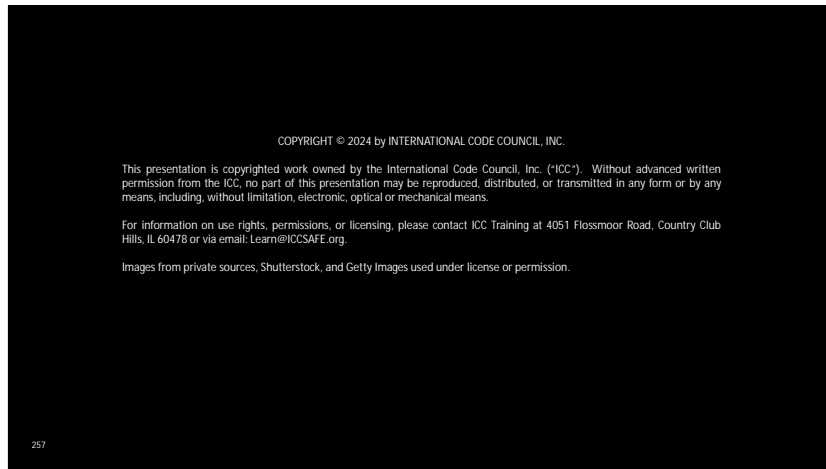 COPYRIGHT © 2024 by INTERNATIONAL CODE COUNCIL, INC.
This presentation is copyrighted work owned by the International Code Council, Inc. (“ICC”). Without advanced written
permission from the ICC, no part of this presentation may be reproduced, distributed, or transmitted in any form or by any
means, including, without limitation, electronic, optical or mechanical means.
For information on use rights, permissions, or licensing, please contact ICC Training at 4051 Flossmoor Road, Country Club
Hills, IL 60478 or via email: Learn@ICCSAFE.org.
Images from private sources, Shutterstock, and Getty Images used under license or permission.
257